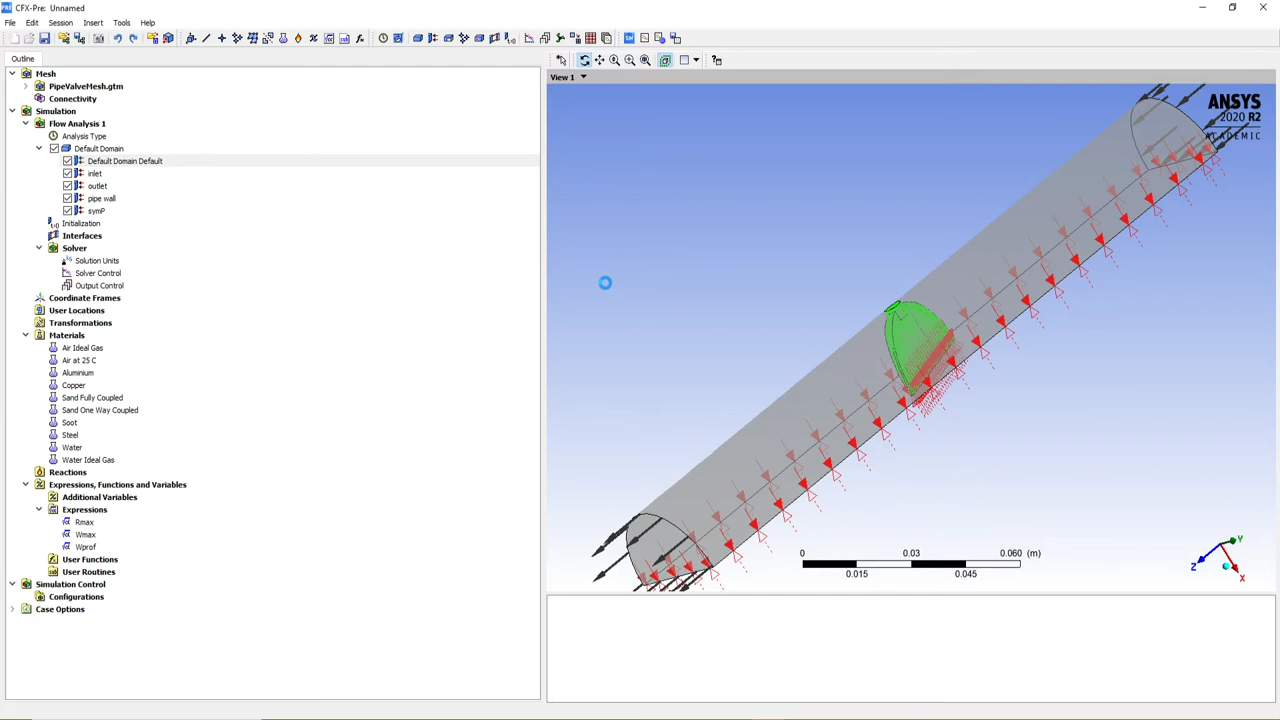 CFX-Pre: Unnamed
File Edit Session Insert Tools Help
Outline
Mesh
PipeValveMesh.gtm
Connectivity
Simulation
Flow Analysis 1
Analysis Type
Default Domain
Default Domain Default
inlet
outlet
pipe wall
symP
Initialization
Interfaces
Solver
Solution Units
Solver Control
Output Control
Coordinate Frames
User Locations
Transformations
Materials
Air Ideal Gas
Air at 25 C
Aluminium
Copper
Sand Fully Coupled
Sand One Way Coupled
Soot
Steel
Water
Water Ideal Gas
Reactions
Expressions, Functions and Variables
Additional Variables
Expressions
Rmax
Wmax
Wprof
User Functions
User Routines
Simulation Control
Configurations
Case Options
View 1
ANSYS
2020 R2
ACADEMIC
0 0.03 0.060 (m)
0.015 0.045
Y
Z
X